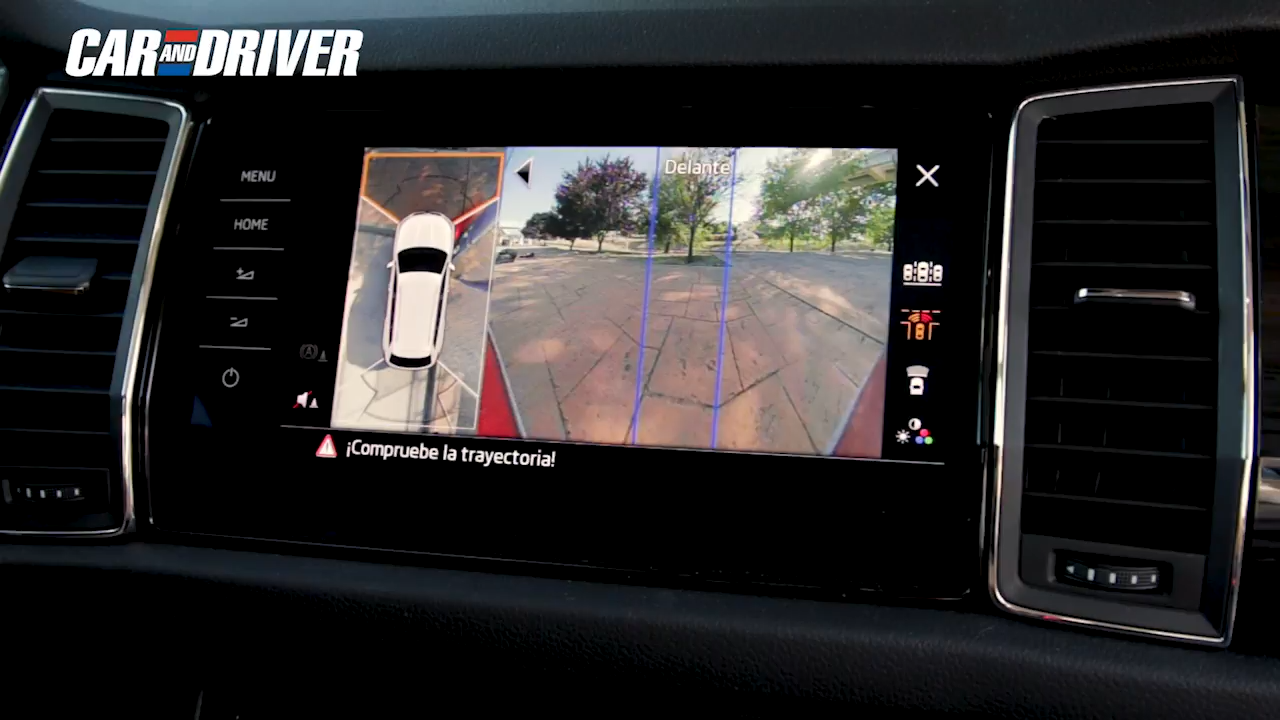 CAR AND DRIVER
MENU
HOME
Delante
¡Compruebe la trayectoria!